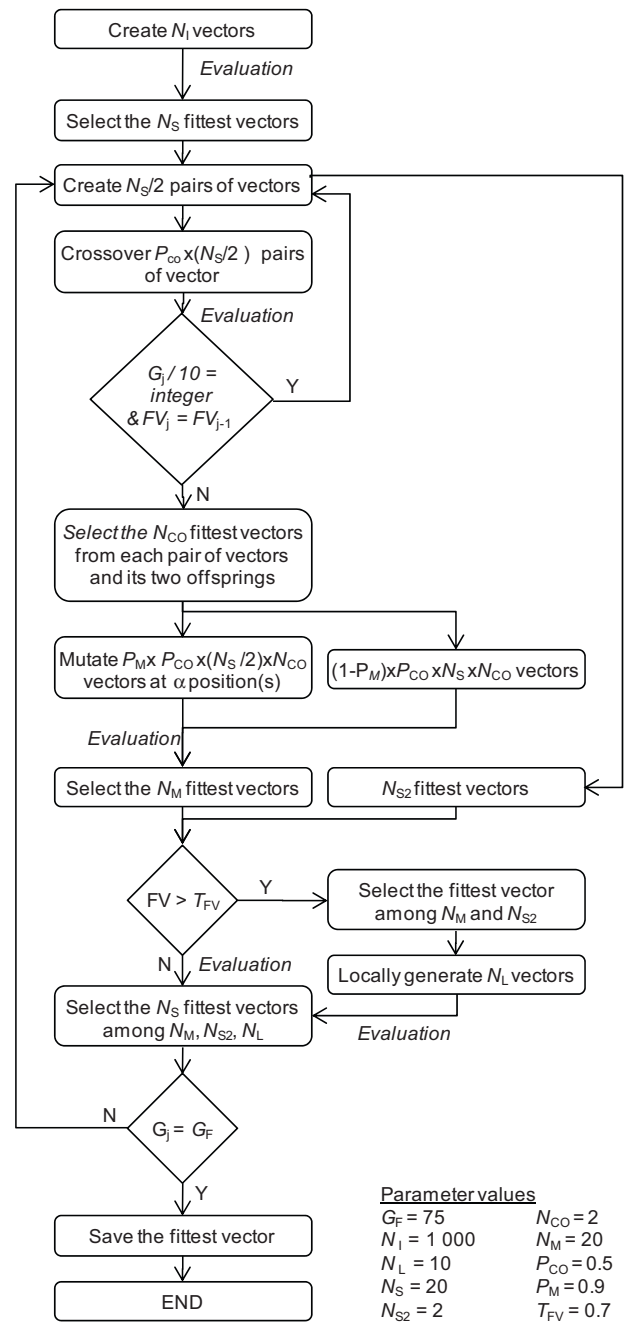 Create N_I vectors
Evaluation
Select the N_S fittest vectors
Create N_S/2 pairs of vectors
Crossover P_co x(N_S/2 ) pairs
of vector
Evaluation
G_j / 10 =
integer
& FV_j = FV_j-1
Y
N
Select the N_CO fittest vectors
from each pair of vectors
and its two offsprings
Mutate P_M x P_CO x(N_S /2)xN_CO
vectors at α position(s)
(1-P_M)xP_CO xN_S xN_CO vectors
Evaluation
Select the N_M fittest vectors
N_S2 fittest vectors
FV > T_FV
Y
Select the fittest vector
among N_M and N_S2
N
Evaluation
Locally generate N_L vectors
Select the N_S fittest vectors
among N_M, N_S2, N_L
Evaluation
N
G_j = G_F
Y
Save the fittest vector
END
Parameter values
G_F = 75
N_CO = 2
N_I = 1 000
N_M = 20
N_L = 10
P_CO = 0.5
N_S = 20
P_M = 0.9
N_S2 = 2
T_FV = 0.7